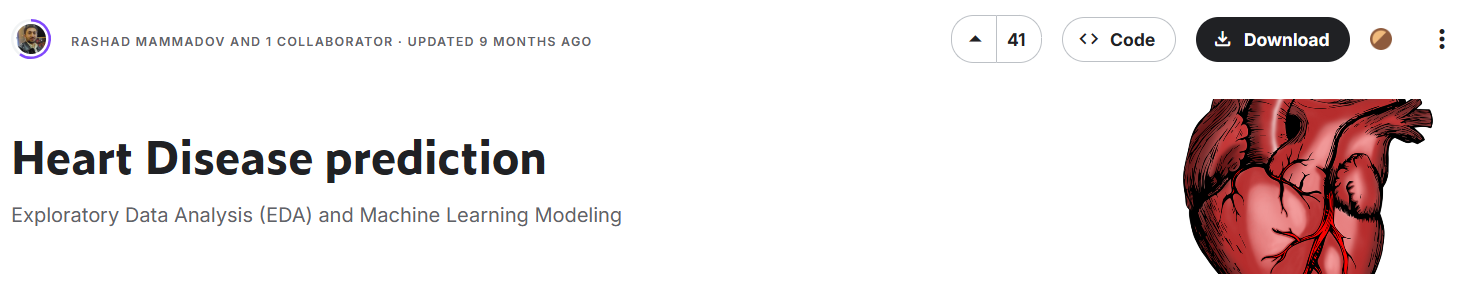 RASHAD MAMMADOV AND 1 COLLABORATOR · UPDATED 9 MONTHS AGO
41
<> Code
Download
Heart Disease prediction
Exploratory Data Analysis (EDA) and Machine Learning Modeling